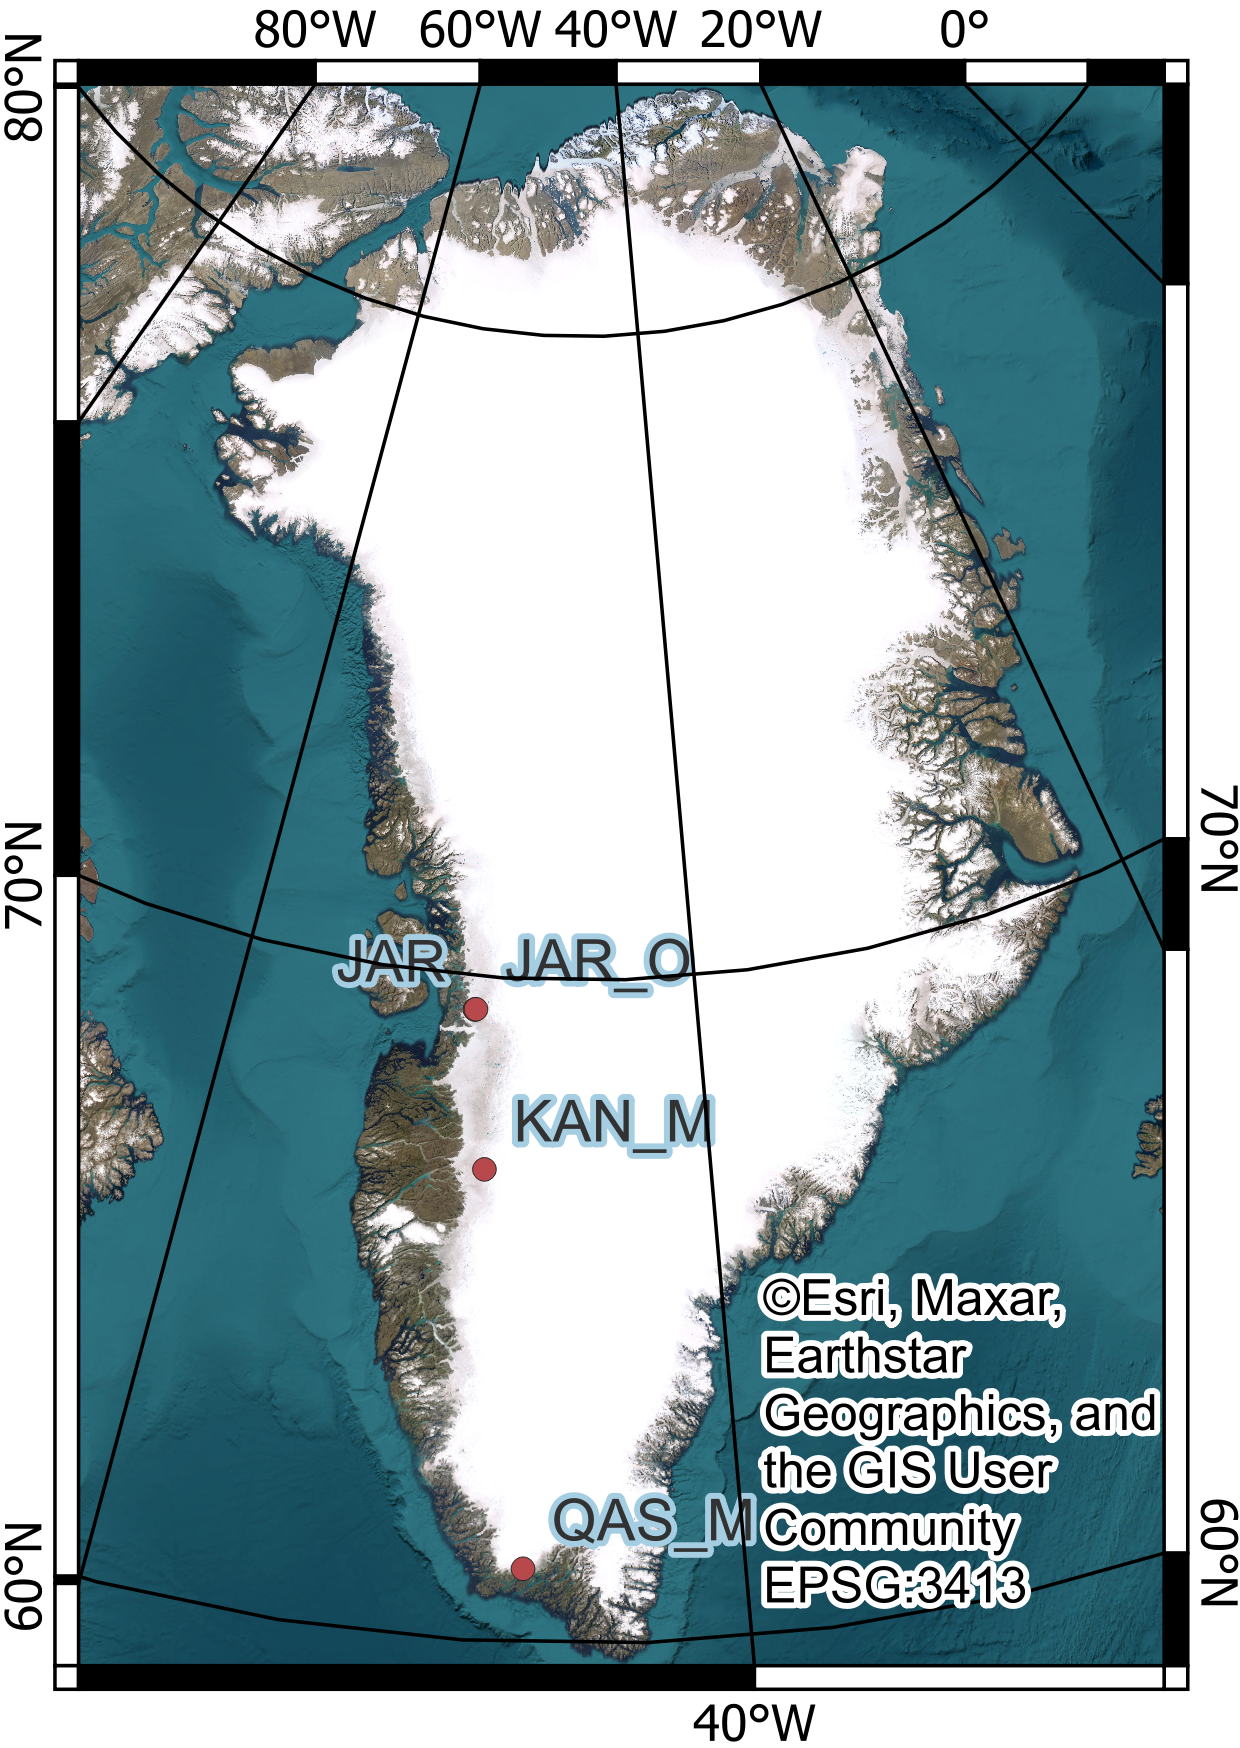 80°W 60°W 40°W 20°W 0°
80°N
70°N
70°N
JAR JAR_O
KAN_M
©Esri, Maxar,
Earthstar
Geographics, and
the GIS User
Community
EPSG:3413
QAS_M
60°N
60°N
40°W